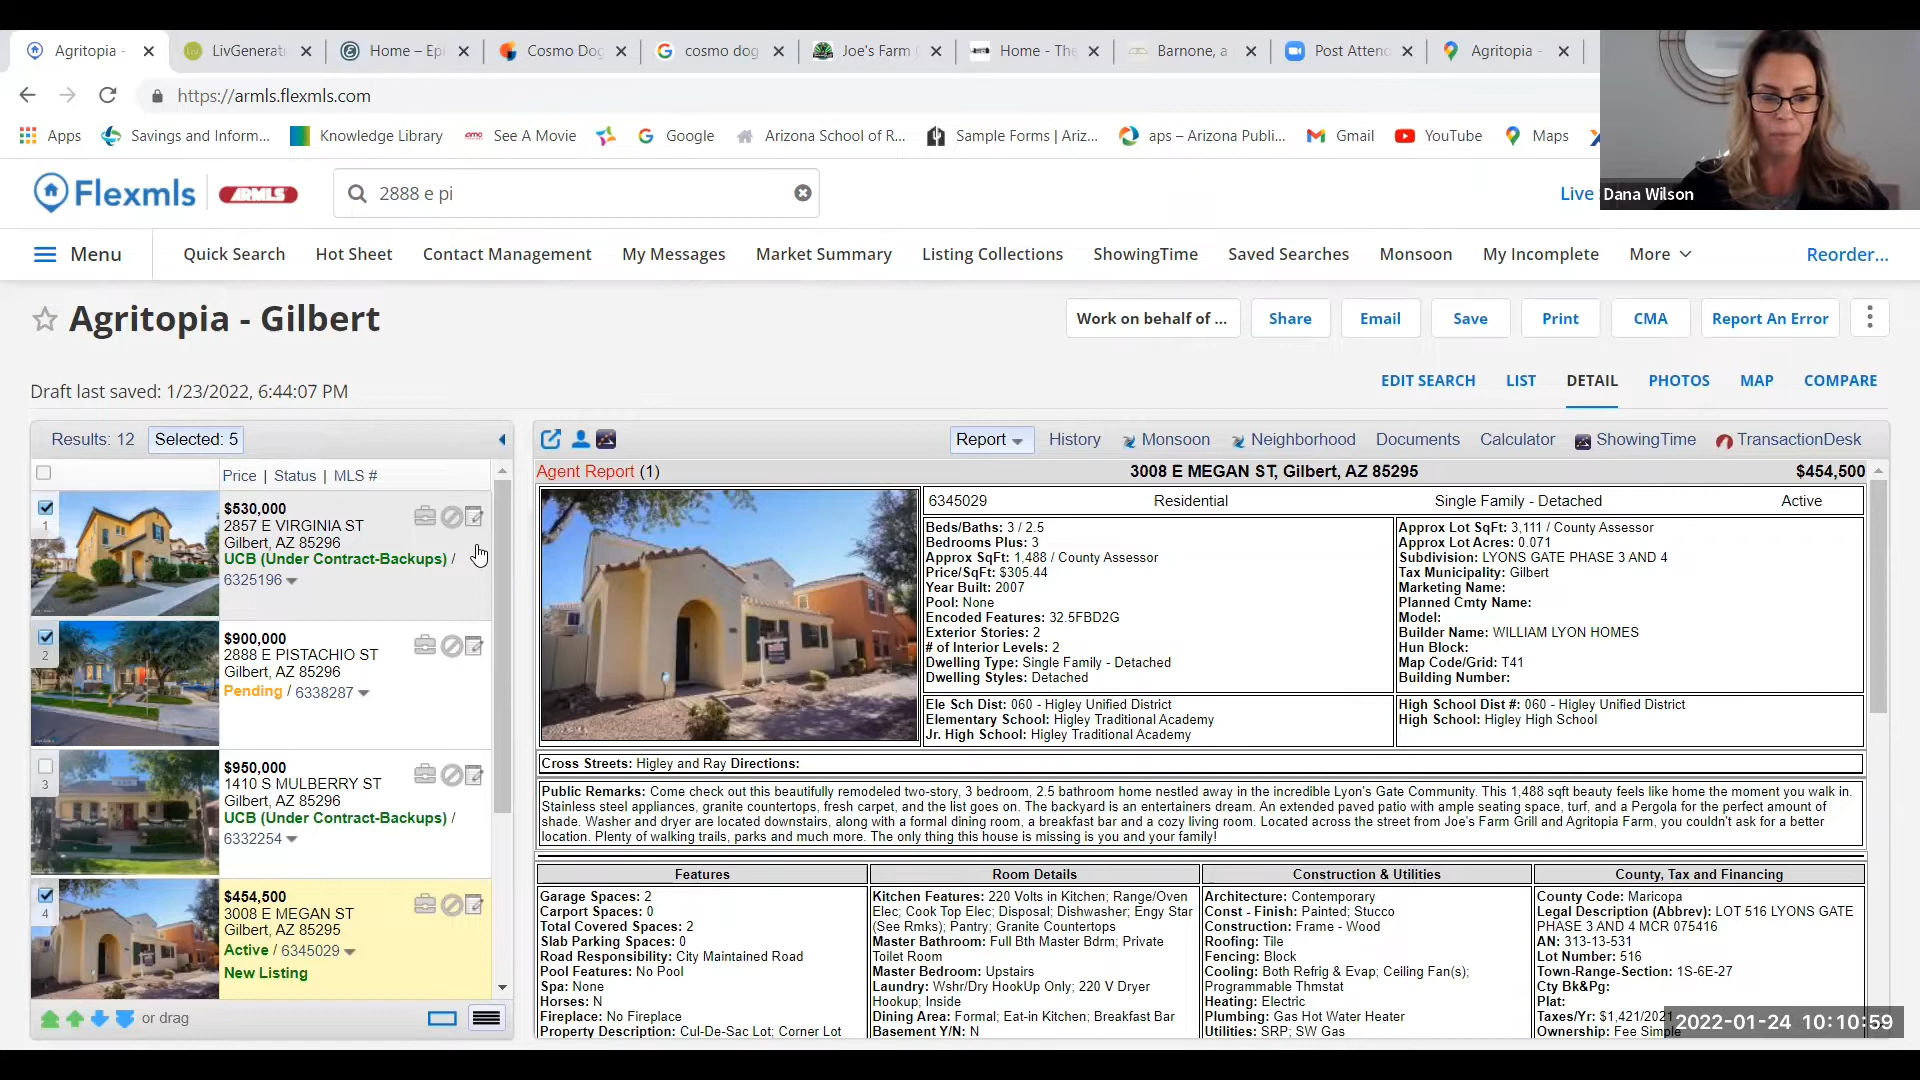 Agritopia -
LivGenerati
Home – Epi
Cosmo Dog
cosmo dog
Joe's Farm
Home - The
Barnone, a
Post Attend
Agritopia -
https://armls.flexmls.com
Apps
Savings and Inform...
Knowledge Library
amc See A Movie
Google
Arizona School of R...
Sample Forms | Ariz...
aps – Arizona Publi...
Gmail
YouTube
Maps
Dana Wilson
Flexmls
ARMLS
2888 e pi
Live
Menu
Quick Search
Hot Sheet
Contact Management
My Messages
Market Summary
Listing Collections
ShowingTime
Saved Searches
Monsoon
My Incomplete
More
Reorder...
Agritopia - Gilbert
Work on behalf of ...
Share
Email
Save
Print
CMA
Report An Error
Draft last saved: 1/23/2022, 6:44:07 PM
EDIT SEARCH
LIST
DETAIL
PHOTOS
MAP
COMPARE
Results: 12
Selected: 5
Price | Status | MLS #
1
$530,000
2857 E VIRGINIA ST
Gilbert, AZ 85296
UCB (Under Contract-Backups) /
6325196
2
$900,000
2888 E PISTACHIO ST
Gilbert, AZ 85296
Pending / 6338287
3
$950,000
1410 S MULBERRY ST
Gilbert, AZ 85296
UCB (Under Contract-Backups) /
6332254
4
$454,500
3008 E MEGAN ST
Gilbert, AZ 85295
Active / 6345029
New Listing
or drag
Report
History
Monsoon
Neighborhood
Documents
Calculator
ShowingTime
TransactionDesk
Agent Report (1)
3008 E MEGAN ST, Gilbert, AZ 85295
$454,500
6345029
Residential
Single Family - Detached
Active
Beds/Baths: 3 / 2.5
Bedrooms Plus: 3
Approx SqFt: 1,488 / County Assessor
Price/SqFt: $305.44
Year Built: 2007
Pool: None
Encoded Features: 32.5FBD2G
Exterior Stories: 2
# of Interior Levels: 2
Dwelling Type: Single Family - Detached
Dwelling Styles: Detached
Approx Lot SqFt: 3,111 / County Assessor
Approx Lot Acres: 0.071
Subdivision: LYONS GATE PHASE 3 AND 4
Tax Municipality: Gilbert
Marketing Name:
Planned Cmty Name:
Model:
Builder Name: WILLIAM LYON HOMES
Hun Block:
Map Code/Grid: T41
Building Number:
Ele Sch Dist: 060 - Higley Unified District
Elementary School: Higley Traditional Academy
Jr. High School: Higley Traditional Academy
High School Dist #: 060 - Higley Unified District
High School: Higley High School
Cross Streets: Higley and Ray Directions:
Public Remarks: Come check out this beautifully remodeled two-story, 3 bedroom, 2.5 bathroom home nestled away in the incredible Lyon's Gate Community. This 1,488 sqft beauty feels like home the moment you walk in.
Stainless steel appliances, granite countertops, fresh carpet, and the list goes on. The backyard is an entertainers dream. An extended paved patio with ample seating space, turf, and a Pergola for the perfect amount of
shade. Washer and dryer are located downstairs, along with a formal dining room, a breakfast bar and a cozy living room. Located across the street from Joe's Farm Grill and Agritopia Farm, you couldn't ask for a better
location. Plenty of walking trails, parks and much more. The only thing this house is missing is you and your family!
Features
Garage Spaces: 2
Carport Spaces: 0
Total Covered Spaces: 2
Slab Parking Spaces: 0
Road Responsibility: City Maintained Road
Pool Features: No Pool
Spa: None
Horses: N
Fireplace: No Fireplace
Property Description: Cul-De-Sac Lot; Corner Lot
Room Details
Kitchen Features: 220 Volts in Kitchen; Range/Oven
Elec; Cook Top Elec; Disposal; Dishwasher; Engy Star
(See Rmks); Pantry; Granite Countertops
Master Bathroom: Full Bth Master Bdrm; Private
Toilet Room
Master Bedroom: Upstairs
Laundry: Wshr/Dry HookUp Only; 220 V Dryer
Hookup; Inside
Dining Area: Formal; Eat-in Kitchen; Breakfast Bar
Basement Y/N: N
Construction & Utilities
Architecture: Contemporary
Const - Finish: Painted; Stucco
Construction: Frame - Wood
Roofing: Tile
Fencing: Block
Cooling: Both Refrig & Evap; Ceiling Fan(s);
Programmable Thmstat
Heating: Electric
Plumbing: Gas Hot Water Heater
Utilities: SRP; SW Gas
County, Tax and Financing
County Code: Maricopa
Legal Description (Abbrev): LOT 516 LYONS GATE
PHASE 3 AND 4 MCR 075416
AN: 313-13-531
Lot Number: 516
Town-Range-Section: 1S-6E-27
Cty Bk&Pg:
Plat:
Taxes/Yr: $1,421/2021
Ownership: Fee Simple
2022-01-24 10:10:59